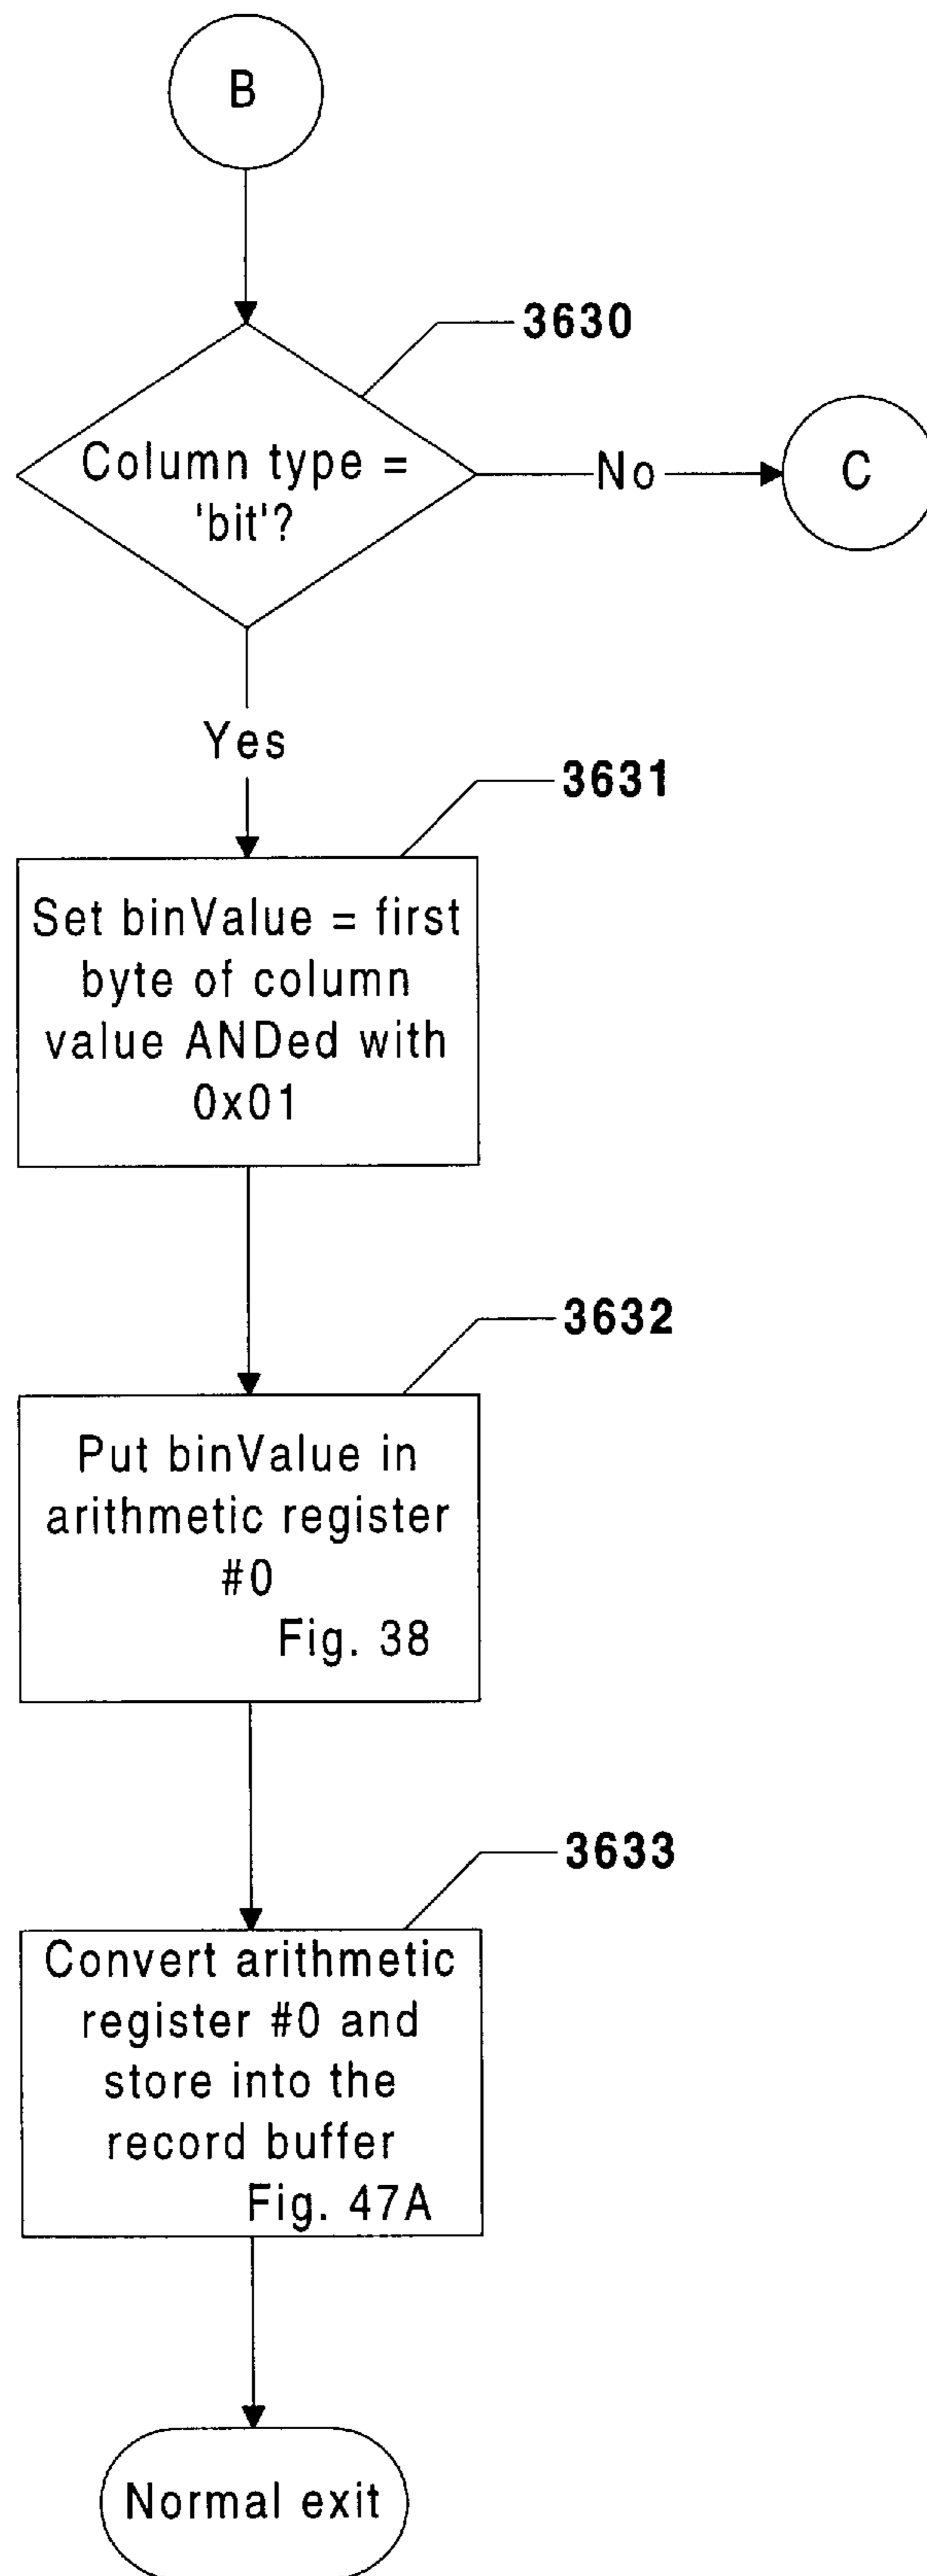 B
3630
Column type =
'bit'?
No
C
Yes
3631
Set binValue = first
byte of column
value ANDed with
0x01
3632
Put binValue in
arithmetic register
#0
Fig. 38
3633
Convert arithmetic
register #0 and
store into the
record buffer
Fig. 47A
Normal exit